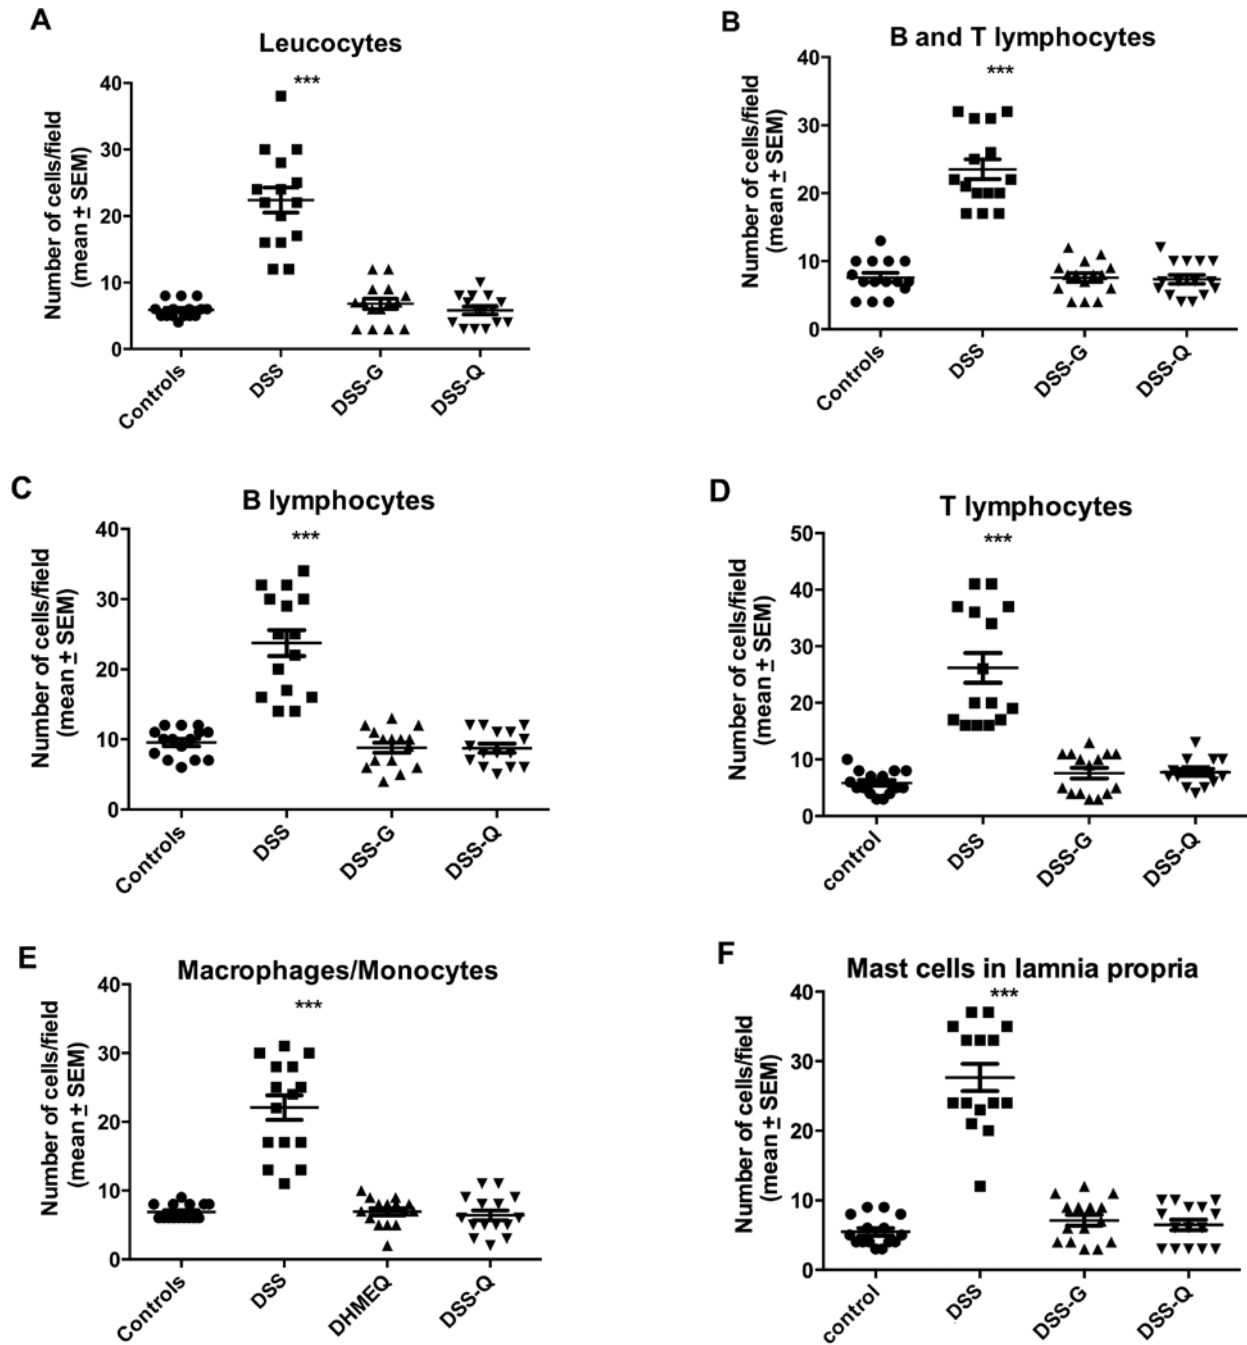 A
Leucocytes
***
Number of cells/field
(mean ± SEM)
40
30
20
10
0
Controls
DSS
DSS-G
DSS-Q
B
B and T lymphocytes
***
Number of cells/field
(mean ± SEM)
40
30
20
10
0
Controls
DSS
DSS-G
DSS-Q
C
B lymphocytes
***
Number of cells/field
(mean ± SEM)
40
30
20
10
0
Controls
DSS
DSS-G
DSS-Q
D
T lymphocytes
***
Number of cells/field
(mean ± SEM)
50
40
30
20
10
0
control
DSS
DSS-G
DSS-Q
E
Macrophages/Monocytes
***
Number of cells/field
(mean ± SEM)
40
30
20
10
0
Controls
DSS
DHMEQ
DSS-Q
F
Mast cells in lamnia propria
***
Number of cells/field
(mean ± SEM)
40
30
20
10
0
control
DSS
DSS-G
DSS-Q